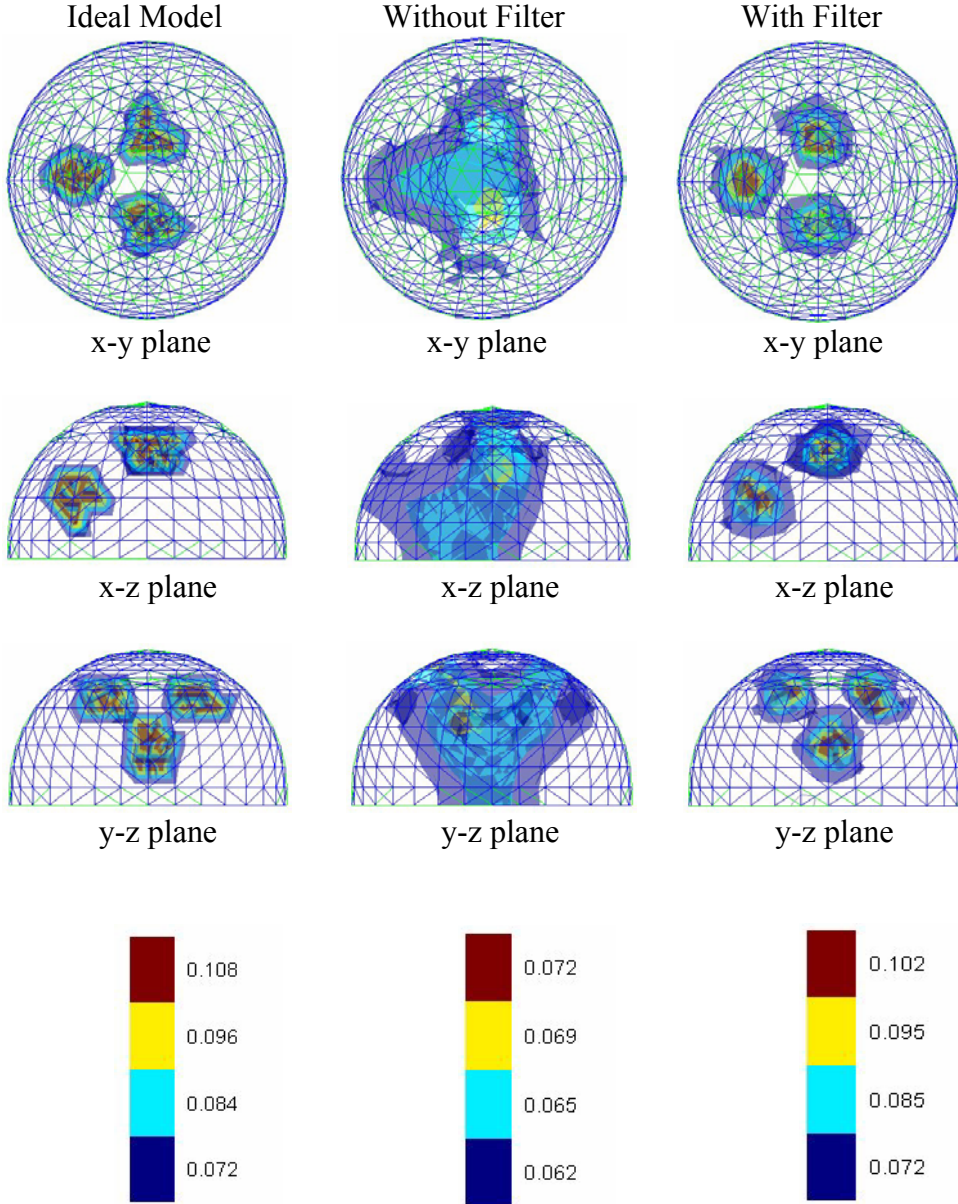 Ideal Model Without Filter With Filter
x-y plane x-y plane x-y plane
x-z plane x-z plane x-z plane
y-z plane y-z plane y-z plane
0.108 0.072 0.102
0.096 0.069 0.095
0.084 0.065 0.085
0.072 0.062 0.072